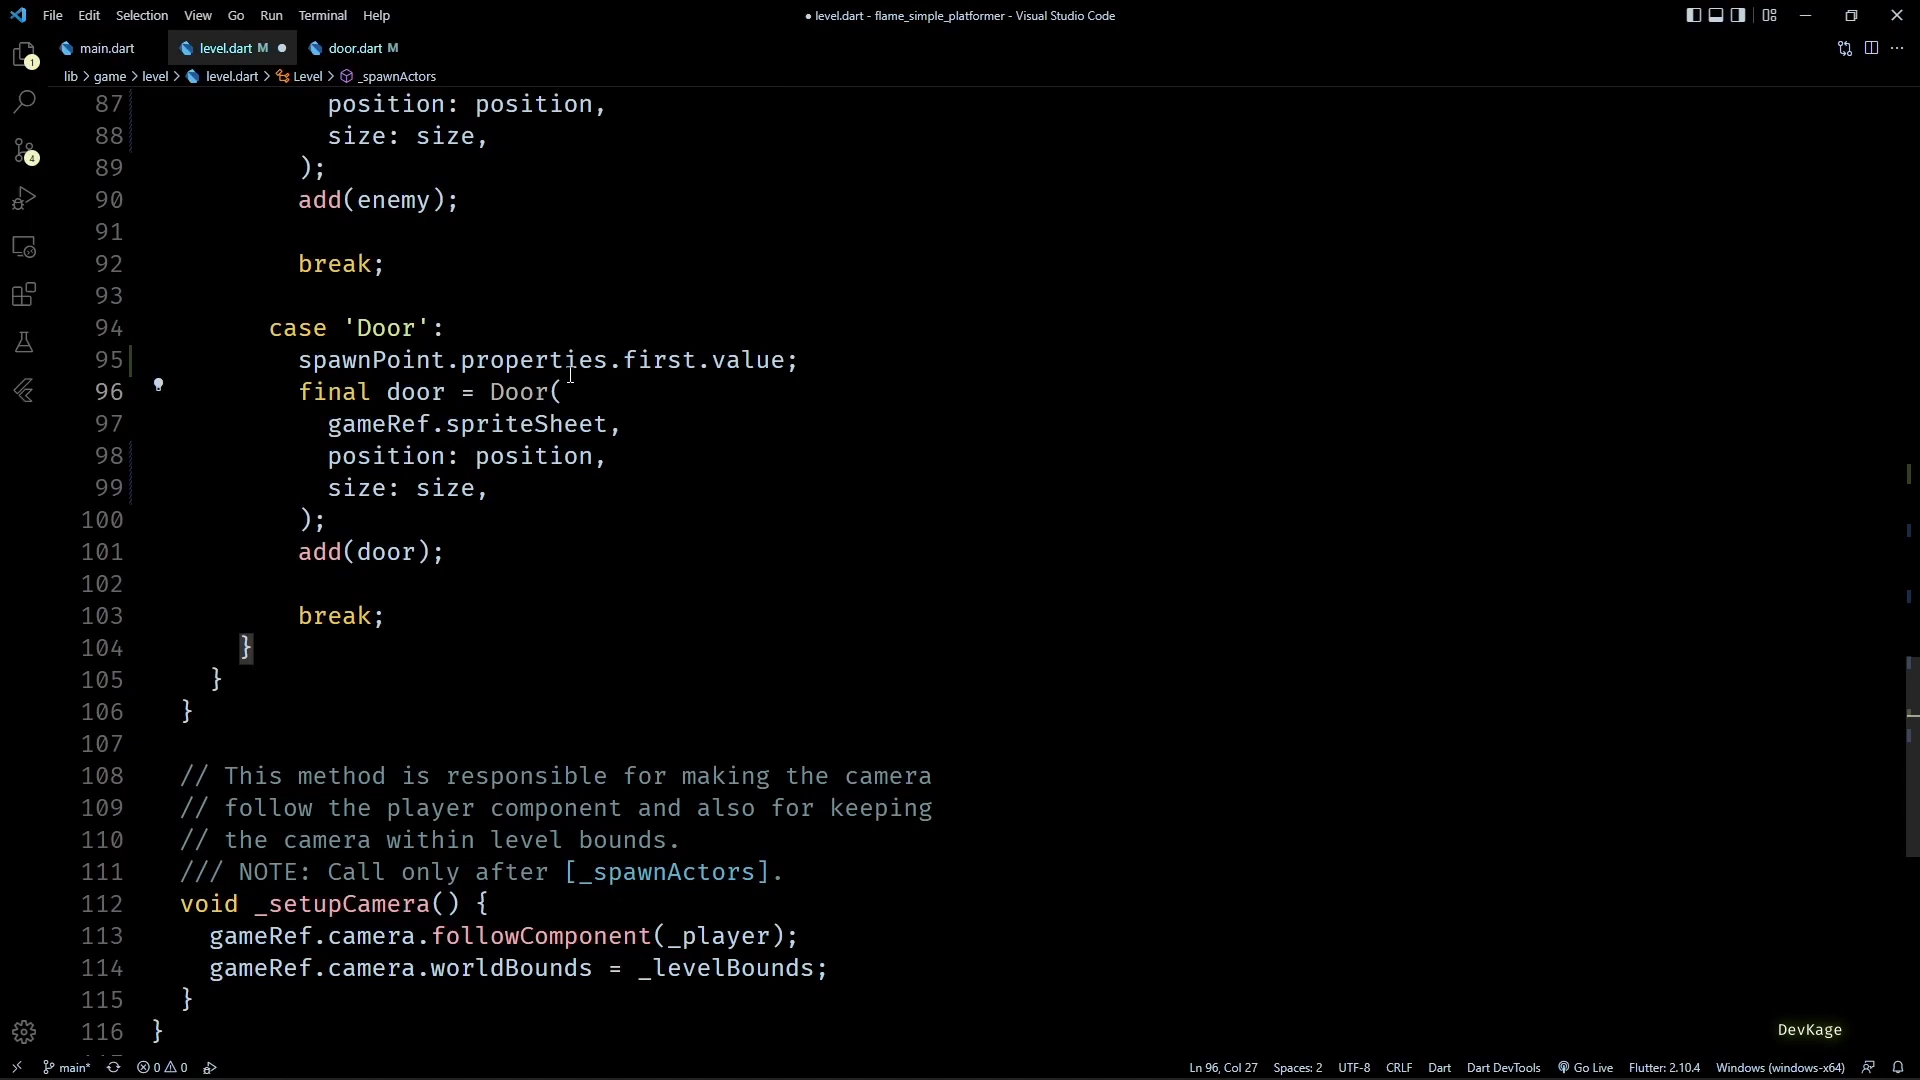 File Edit Selection View Go Run Terminal Help
● level.dart - flame_simple_platformer - Visual Studio Code
main.dart level.dart M ● door.dart M
lib > game > level > level.dart > Level > _spawnActors
1
4
87 position: position,
88 size: size,
89 );
90 add(enemy);
91
92 break;
93
94 case 'Door':
95 spawnPoint.properties.first.value;
96 final door = Door(
97 gameRef.spriteSheet,
98 position: position,
99 size: size,
100 );
101 add(door);
102
103 break;
104 }
105 }
106 }
107
108 // This method is responsible for making the camera
109 // follow the player component and also for keeping
110 // the camera within level bounds.
111 /// NOTE: Call only after [_spawnActors].
112 void _setupCamera() {
113 gameRef.camera.followComponent(_player);
114 gameRef.camera.worldBounds = _levelBounds;
115 }
116 }
DevKage
main* 0 0 Ln 96, Col 27 Spaces: 2 UTF-8 CRLF Dart Dart DevTools Go Live Flutter: 2.10.4 Windows (windows-x64)